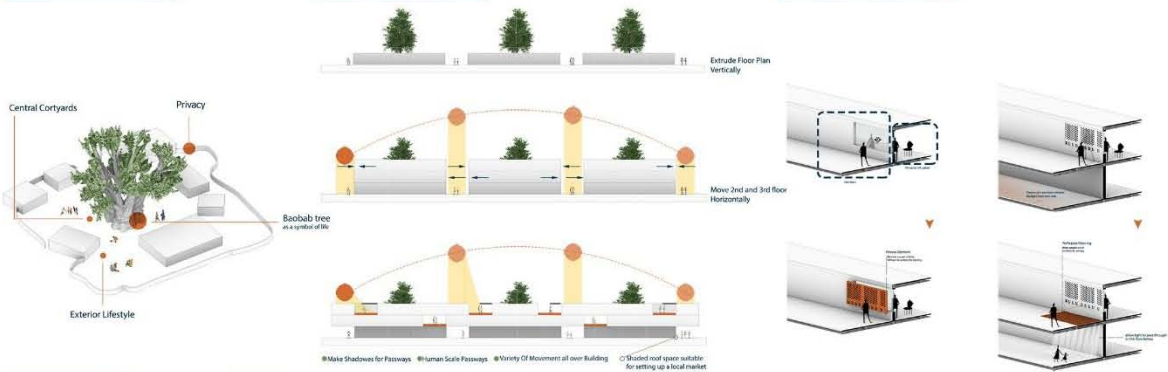 Central Cortyards
Privacy
Baobab tree
as a symbol of life
Exterior Lifestyle
Extrude Floor Plan
Vertically
Move 2nd and 3rd floor
Horizontally
Make Shadowes for Passways
Human Scale Passways
Variety Of Movement all over Building
Shaded roof space suitable
for setting up a local market